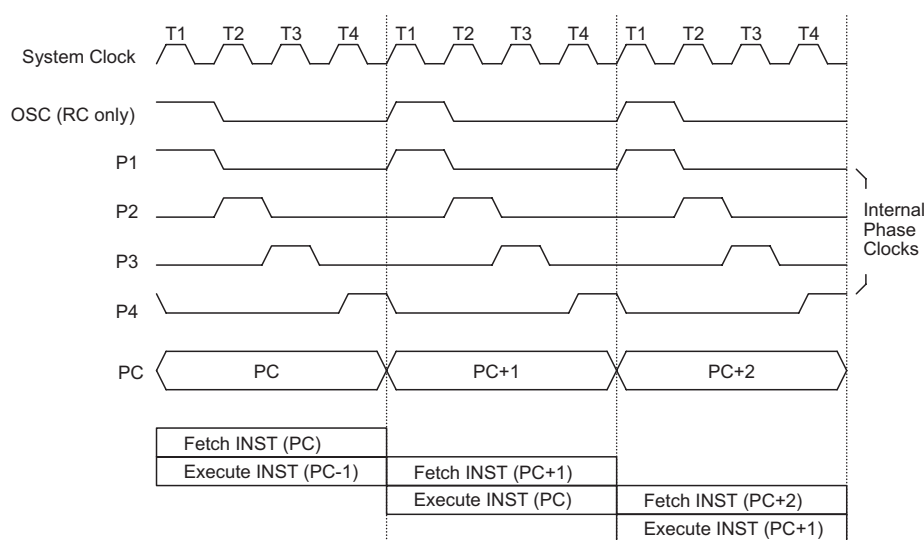 T1 T2 T3 T4 T1 T2 T3 T4 T1 T2 T3 T4
System Clock
OSC (RC only)
P1
P2
P3
P4
Internal
Phase
Clocks
PC PC PC+1 PC+2
Fetch INST (PC)
Execute INST (PC-1) Fetch INST (PC+1)
Execute INST (PC) Fetch INST (PC+2)
Execute INST (PC+1)